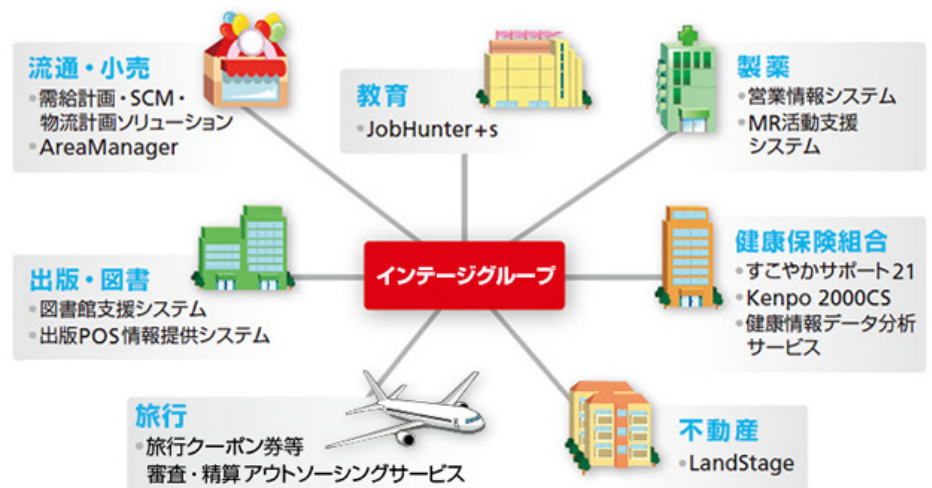 流通・小売
•需給計画・SCM・
物流計画ソリューション
•AreaManager
教育
•JobHunter+s
製薬
•営業情報システム
•MR活動支援
システム
インテージグループ
出版・図書
•図書館支援システム
•出版POS情報提供システム
健康保険組合
•すこやかサポート21
•Kenpo 2000CS
•健康情報データ分析
サービス
旅行
•旅行クーポン券等
審査・精算アウトソーシングサービス
不動産
•LandStage